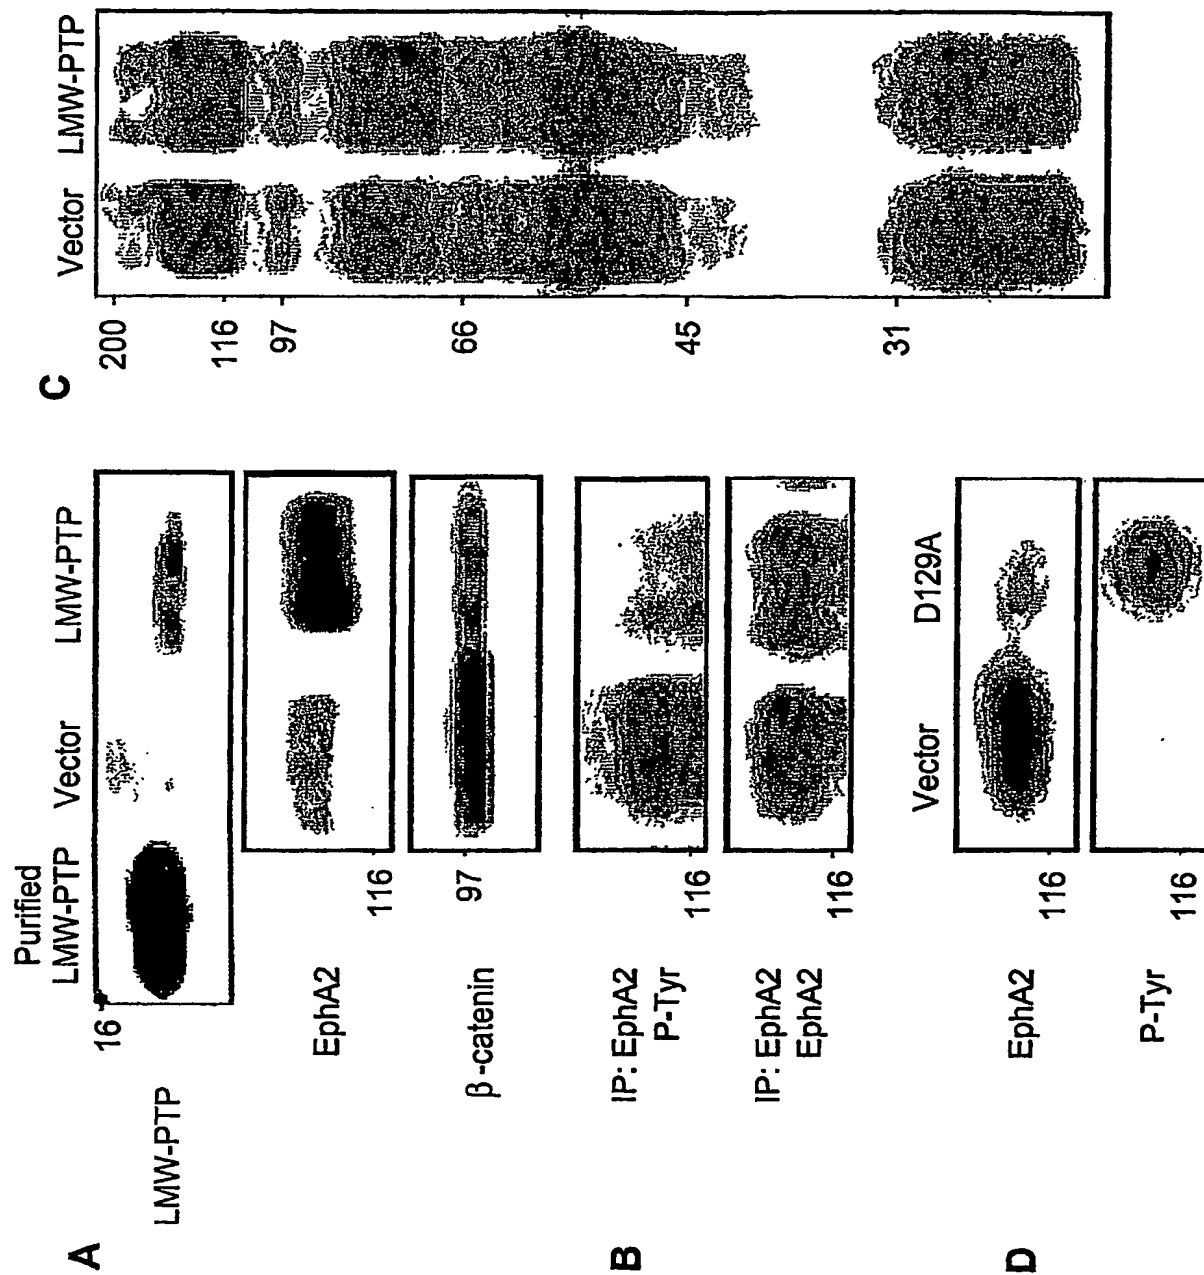 A
Purified
LMW-PTP Vector LMW-PTP
16
LMW-PTP
EphA2
116
β-catenin
97
B
IP: EphA2
P-Tyr
116
IP: EphA2
EphA2
116
C
Vector LMW-PTP
200
116
97
66
45
31
D
Vector D129A
EphA2
116
P-Tyr
116